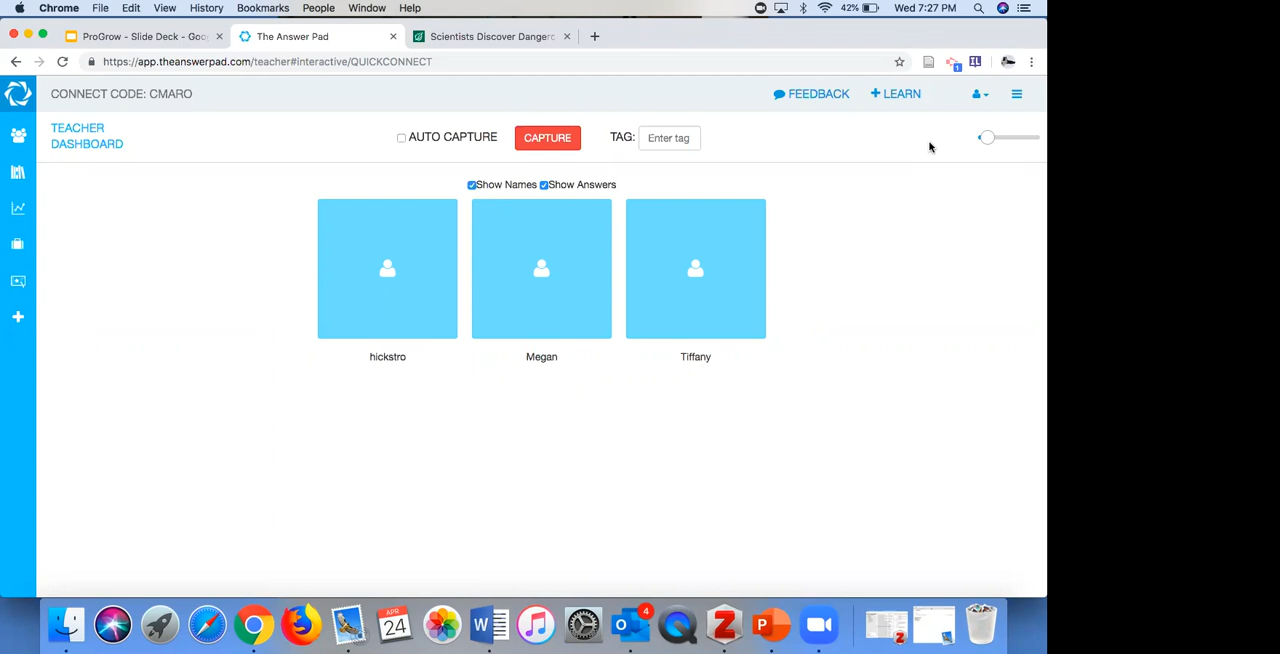 Chrome File Edit View History Bookmarks People Window Help 42% Wed 7:27 PM
ProGrow - Slide Deck - Goo
The Answer Pad
Scientists Discover Dangero
https://app.theanswerpad.com/teacher#interactive/QUICKCONNECT
1
IL
CONNECT CODE: CMARO
FEEDBACK
LEARN
TEACHER
DASHBOARD
AUTO CAPTURE
CAPTURE
TAG: Enter tag
Show Names Show Answers
hickstro Megan Tiffany
APR
24
W
4
Z
P
Z